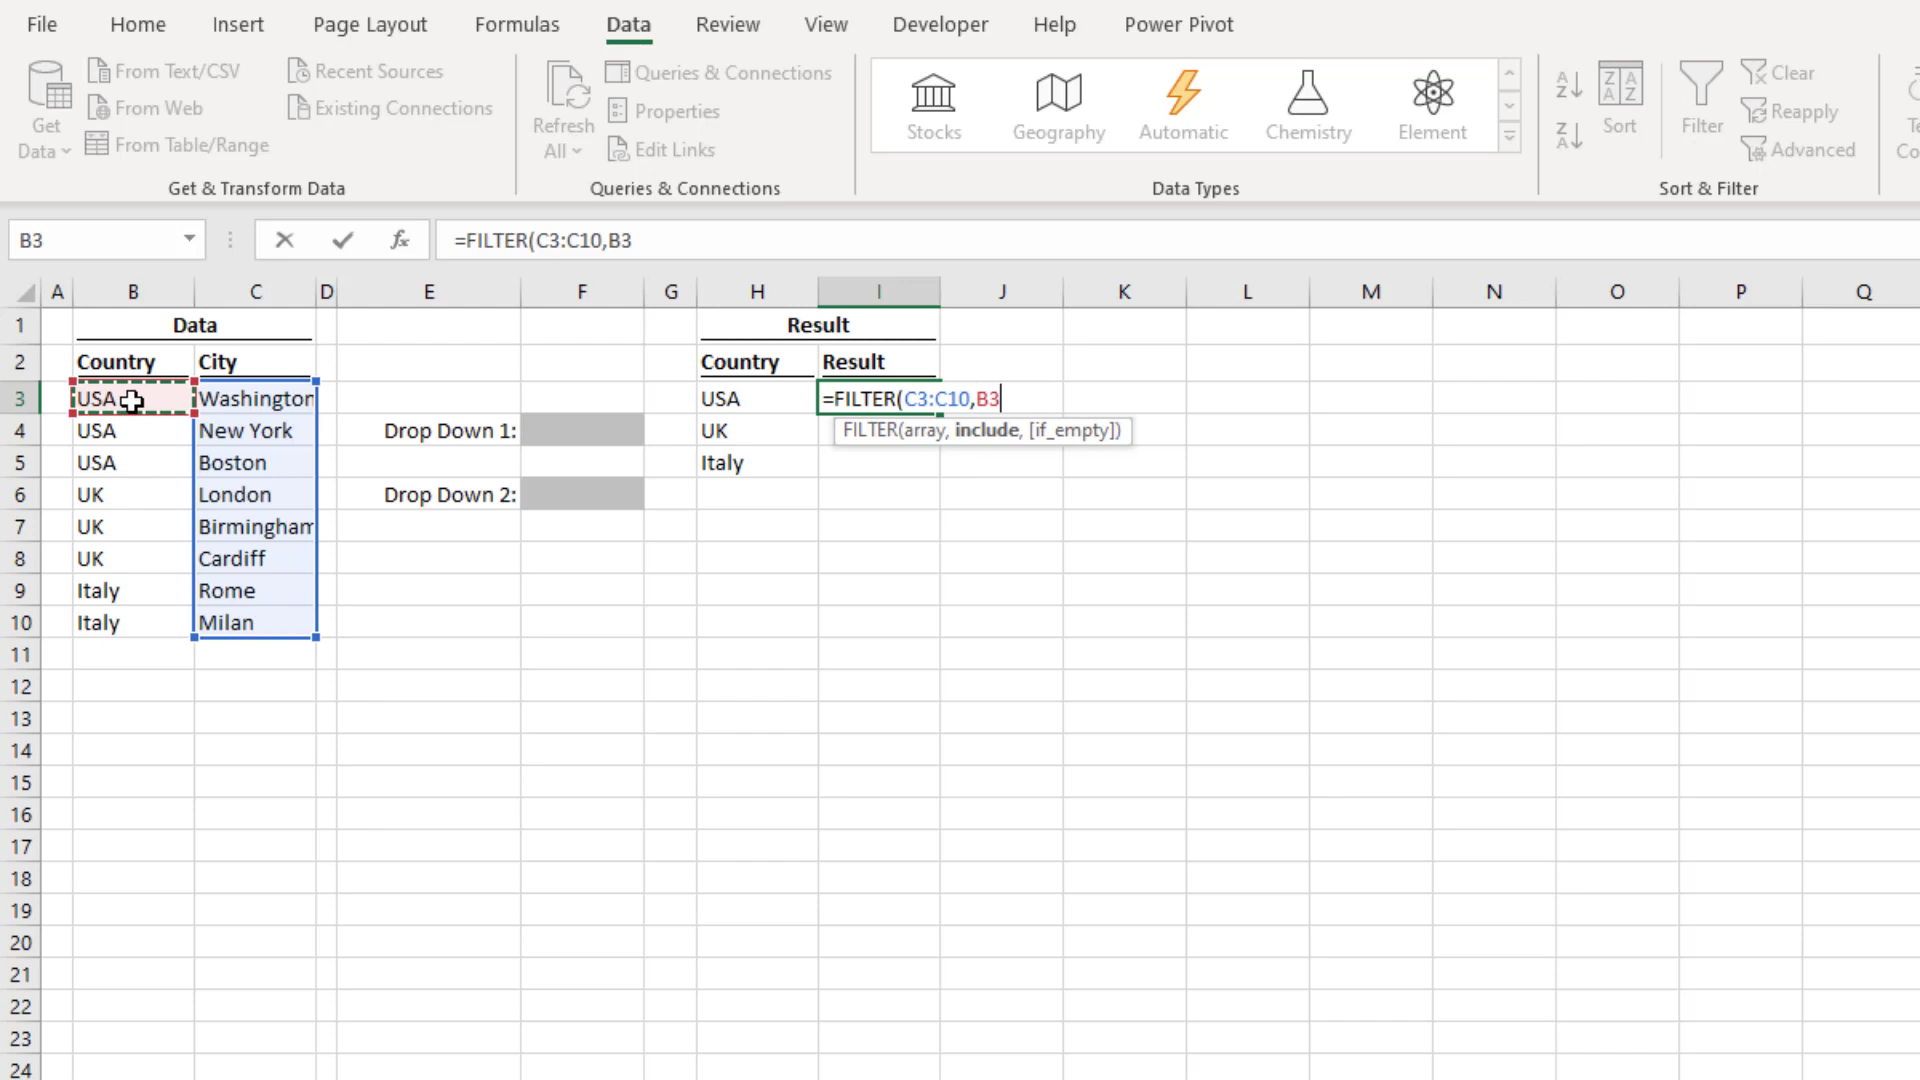 File Home Insert Page Layout Formulas Data Review View Developer Help Power Pivot
Get Data
From Text/CSV
From Web
From Table/Range
Recent Sources
Existing Connections
Get & Transform Data
Refresh All
Queries & Connections
Properties
Edit Links
Queries & Connections
Stocks Geography Automatic Chemistry Element
Data Types
Sort
Filter
Clear
Reapply
Advanced
Sort & Filter
B3 fx =FILTER(C3:C10,B3
A B C D E F G H I J K L M N O P Q
1 Data Result
2 Country City Country Result
3 USA Washington USA =FILTER(C3:C10,B3
4 USA New York Drop Down 1: UK FILTER(array, include, [if_empty])
5 USA Boston Italy
6 UK London Drop Down 2:
7 UK Birmingham
8 UK Cardiff
9 Italy Rome
10 Italy Milan
11
12
13
14
15
16
17
18
19
20
21
22
23
24